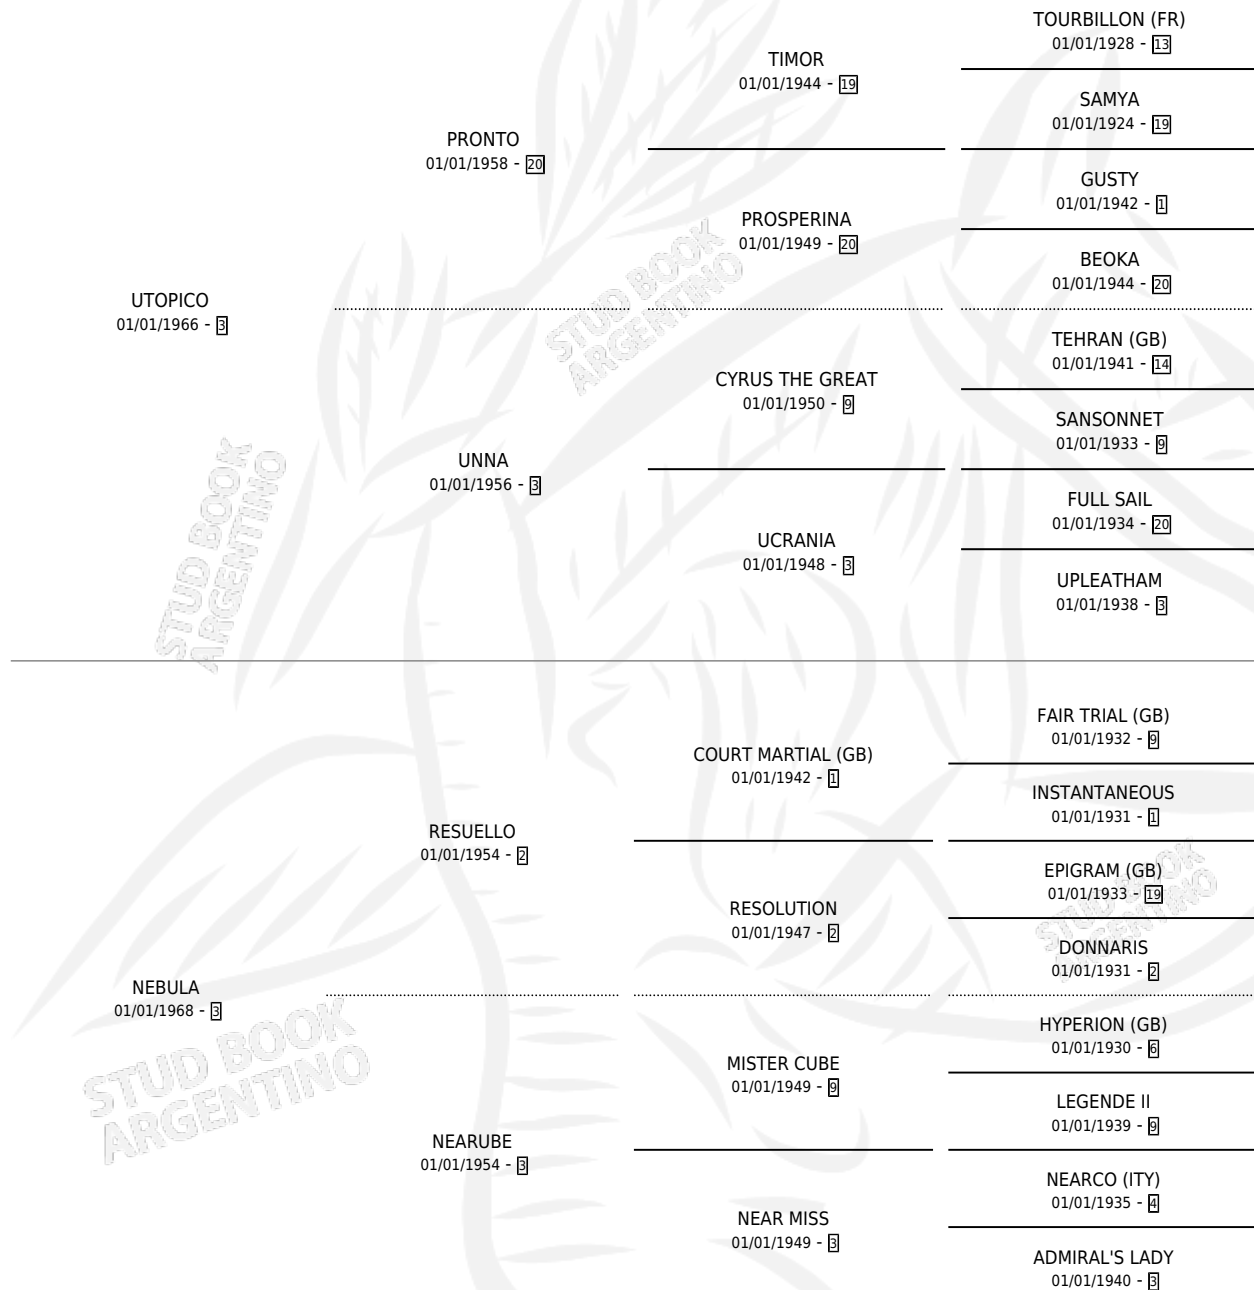 TOURBILLON (FR)
01/01/1928 - 13
TIMOR
01/01/1944 - 19
SAMYA
01/01/1924 - 19
PRONTO
01/01/1958 - 20
GUSTY
01/01/1942 - 1
PROSPERINA
01/01/1949 - 20
BEOKA
01/01/1944 - 20
UTOPICO
01/01/1966 - 3
STUD BOOK
ARGENTINO
TEHRAN (GB)
01/01/1941 - 14
CYRUS THE GREAT
01/01/1950 - 9
SANSONNET
01/01/1933 - 9
UNNA
01/01/1956 - 3
FULL SAIL
01/01/1934 - 20
UCRANIA
01/01/1948 - 3
UPLEATHAM
01/01/1938 - 3
STUD BOOK
ARGENTINO
FAIR TRIAL (GB)
01/01/1932 - 9
COURT MARTIAL (GB)
01/01/1942 - 1
INSTANTANEOUS
01/01/1931 - 1
RESUELLO
01/01/1954 - 2
EPIGRAM (GB)
01/01/1933 - 19
RESOLUTION
01/01/1947 - 2
DONNARIS
01/01/1931 - 2
STUD BOOK
ARGENTINO
NEBULA
01/01/1968 - 3
STUD BOOK
ARGENTINO
HYPERION (GB)
01/01/1930 - 6
MISTER CUBE
01/01/1949 - 9
LEGENDE II
01/01/1939 - 9
NEARUBE
01/01/1954 - 3
NEARCO (ITY)
01/01/1935 - 4
NEAR MISS
01/01/1949 - 3
ADMIRAL'S LADY
01/01/1940 - 3